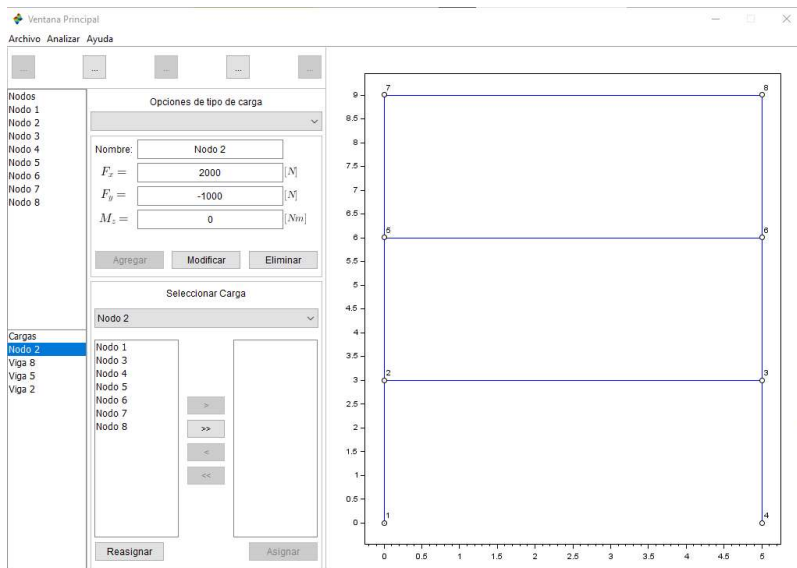 Ventana Principal
Archivo Analizar Ayuda
... ... ... ... ...
Nodos
Nodo 1
Nodo 2
Nodo 3
Nodo 4
Nodo 5
Nodo 6
Nodo 7
Nodo 8
Cargas
Nodo 2
Viga 8
Viga 5
Viga 2
Opciones de tipo de carga
Nombre: Nodo 2
Fx = 2000 [N]
Fy = -1000 [N]
Mz = 0 [Nm]
Agregar Modificar Eliminar
Seleccionar Carga
Nodo 2
Nodo 1
Nodo 3
Nodo 4
Nodo 5
Nodo 6
Nodo 7
Nodo 8
>
>>
<
<<
Reasignar Asignar
9
8.5
8
7.5
7
6.5
6
5.5
5
4.5
4
3.5
3
2.5
2
1.5
1
0.5
0
7 8
5 6
2 3
1 4
0 0.5 1 1.5 2 2.5 3 3.5 4 4.5 5